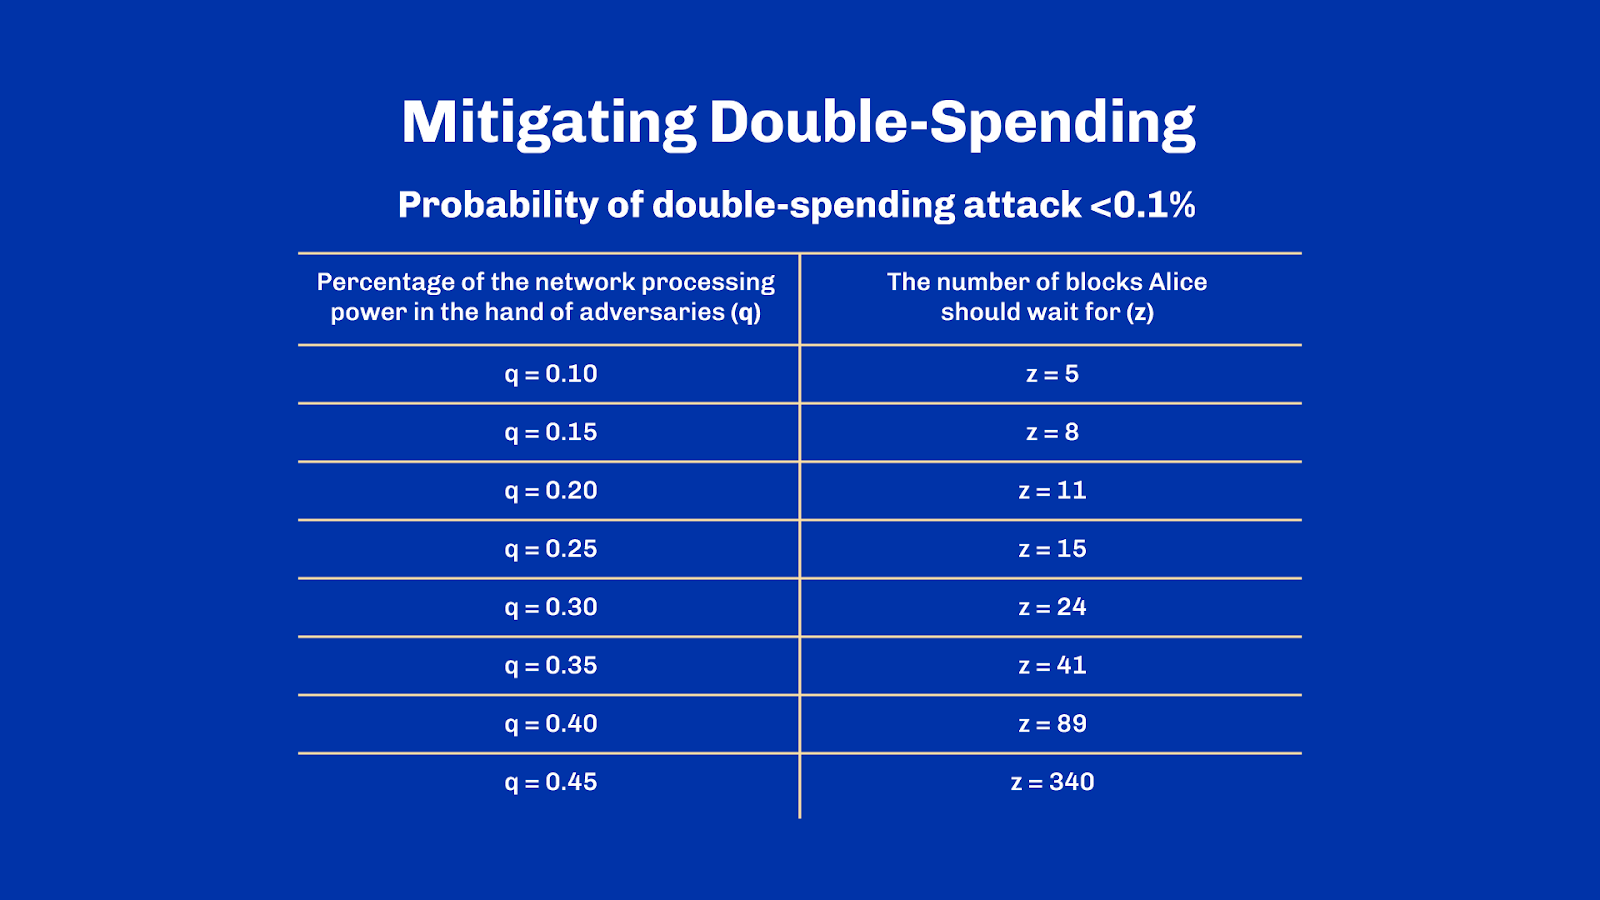 Mitigating Double-Spending
Probability of double-spending attack <0.1%
Percentage of the network processing
power in the hand of adversaries (q)
The number of blocks Alice
should wait for (z)
q = 0.10
z = 5
q = 0.15
z = 8
q = 0.20
z = 11
q = 0.25
z = 15
q = 0.30
z = 24
q = 0.35
z = 41
q = 0.40
z = 89
q = 0.45
z = 340